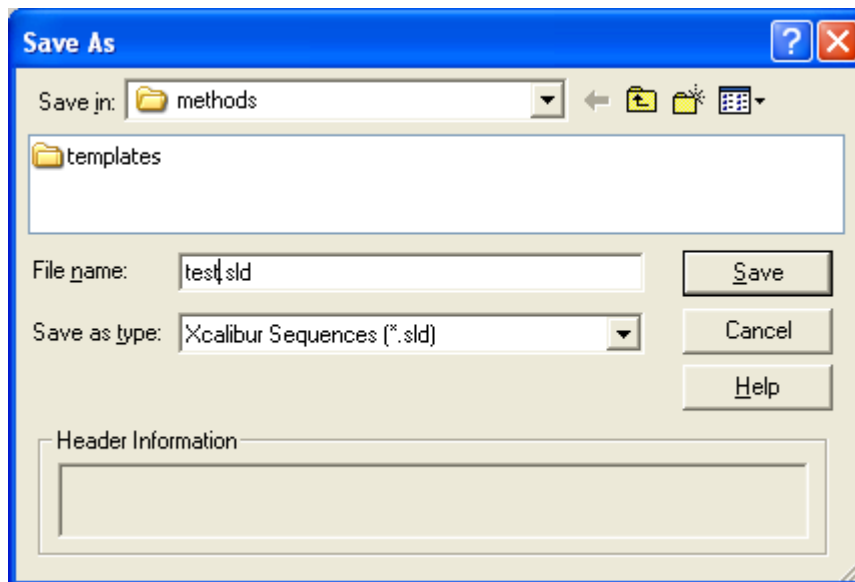 Save As
Save in: methods
templates
File name: test.sld
Save
Save as type: Xcalibur Sequences (*.sld)
Cancel
Help
Header Information